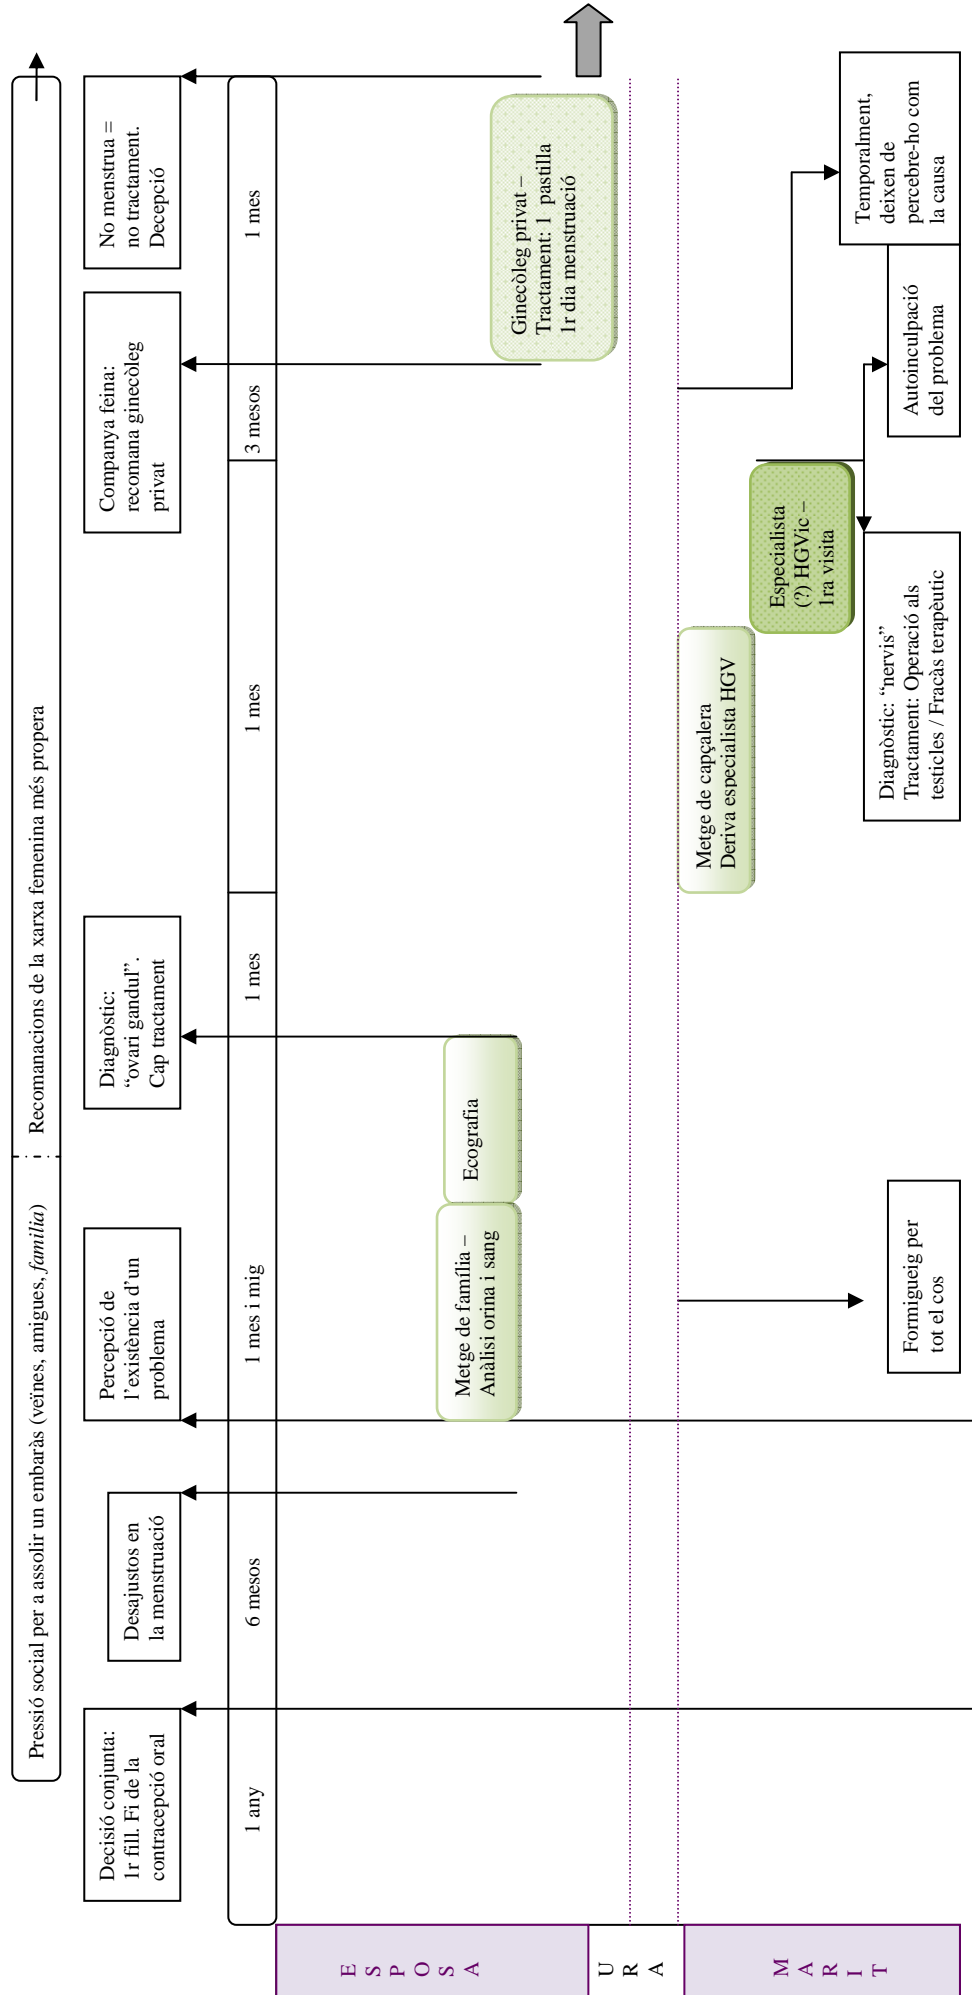 Pressió social per a assolir un embaràs (veïnes, amigues, família)
Recomanacions de la xarxa femenina més propera
Decisió conjunta:
1r fill. Fi de la
contracepció oral
Desajustos en
la menstruació
Percepció de
l'existència d'un
problema
Diagnòstic:
“ovari gandul”.
Cap tractament
Companya feina:
recomana ginecòleg
privat
No menstrua =
no tractament.
Decepció
1 any
6 mesos
1 mes i mig
1 mes
1 mes
3 mesos
1 mes
ESPOSA
Metge de família –
Anàlisi orina i sang
Ecografia
Ginecòleg privat –
Tractament: 1 pastilla
1r dia menstruació
URA
MARIT
Metge de capçalera
Deriva especialista HGV
Especialista
(?) HGVic –
1ra visita
Formigueig per
tot el cos
Diagnòstic: “nervis”
Tractament: Operació als
testicles / Fracàs terapèutic
Autoinculpació
del problema
Temporalment,
deixen de
percebre-ho com
la causa